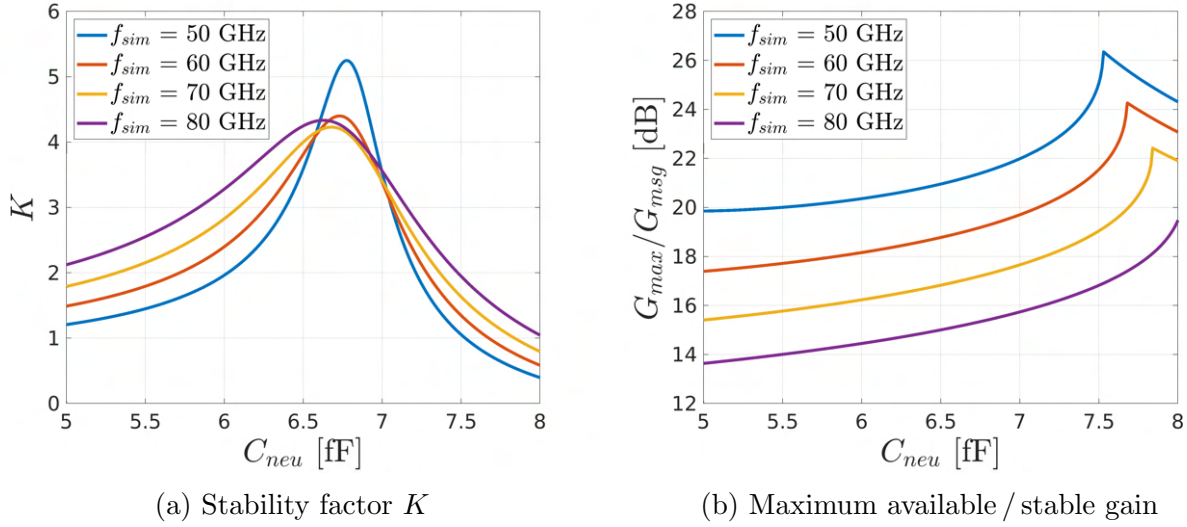 6
5
4
3
2
1
0
K
f_sim = 50 GHz
f_sim = 60 GHz
f_sim = 70 GHz
f_sim = 80 GHz
5 5.5 6 6.5 7 7.5 8
C_neu [fF]
(a) Stability factor K
28
26
24
22
20
18
16
14
12
G_max/G_msg [dB]
f_sim = 50 GHz
f_sim = 60 GHz
f_sim = 70 GHz
f_sim = 80 GHz
5 5.5 6 6.5 7 7.5 8
C_neu [fF]
(b) Maximum available / stable gain